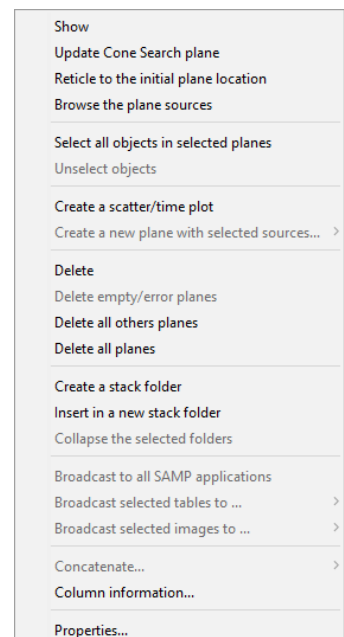 Show
Update Cone Search plane
Reticle to the initial plane location
Browse the plane sources
Select all objects in selected planes
Unselect objects
Create a scatter/time plot
Create a new plane with selected sources...
Delete
Delete empty/error planes
Delete all others planes
Delete all planes
Create a stack folder
Insert in a new stack folder
Collapse the selected folders
Broadcast to all SAMP applications
Broadcast selected tables to ...
Broadcast selected images to ...
Concatenate...
Column information...
Properties...